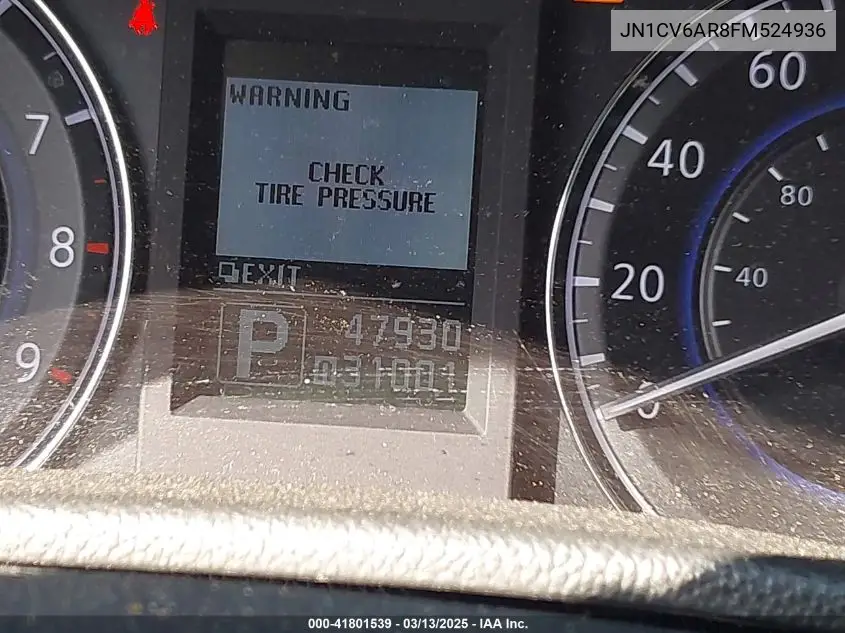 JN1CV6AR8FM524936
WARNING
CHECK
TIRE PRESSURE
EXIT
P
47930
7
8
9
60
40
20
0
80
40
000-41801539 - 03/13/2025 - IAA Inc.